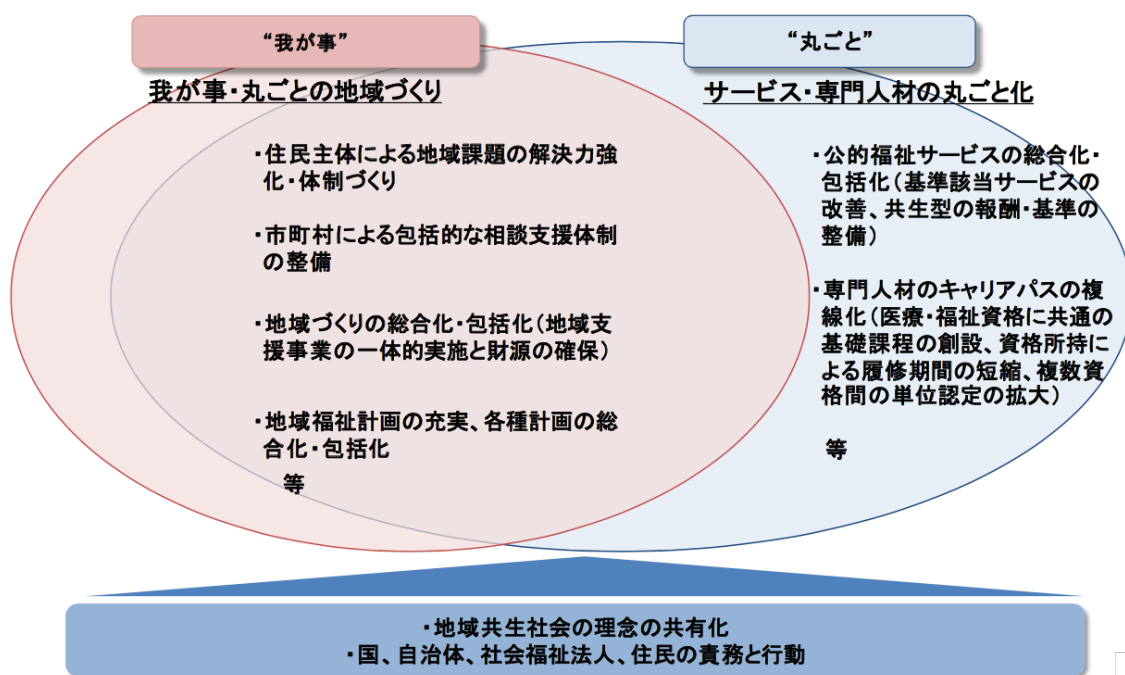 “我が事”
我が事・丸ごとの地域づくり
・住民主体による地域課題の解決力強
化・体制づくり
・市町村による包括的な相談支援体制
の整備
・地域づくりの総合化・包括化（地域支
援事業の一体的実施と財源の確保）
・地域福祉計画の充実、各種計画の総
合化・包括化
等
“丸ごと”
サービス・専門人材の丸ごと化
・公的福祉サービスの総合化・
包括化（基準該当サービスの
改善、共生型の報酬・基準の
整備）
・専門人材のキャリアパスの複
線化（医療・福祉資格に共通の
基礎課程の創設、資格所持に
よる履修期間の短縮、複数資
格間の単位認定の拡大）
等
・地域共生社会の理念の共有化
・国、自治体、社会福祉法人、住民の責務と行動